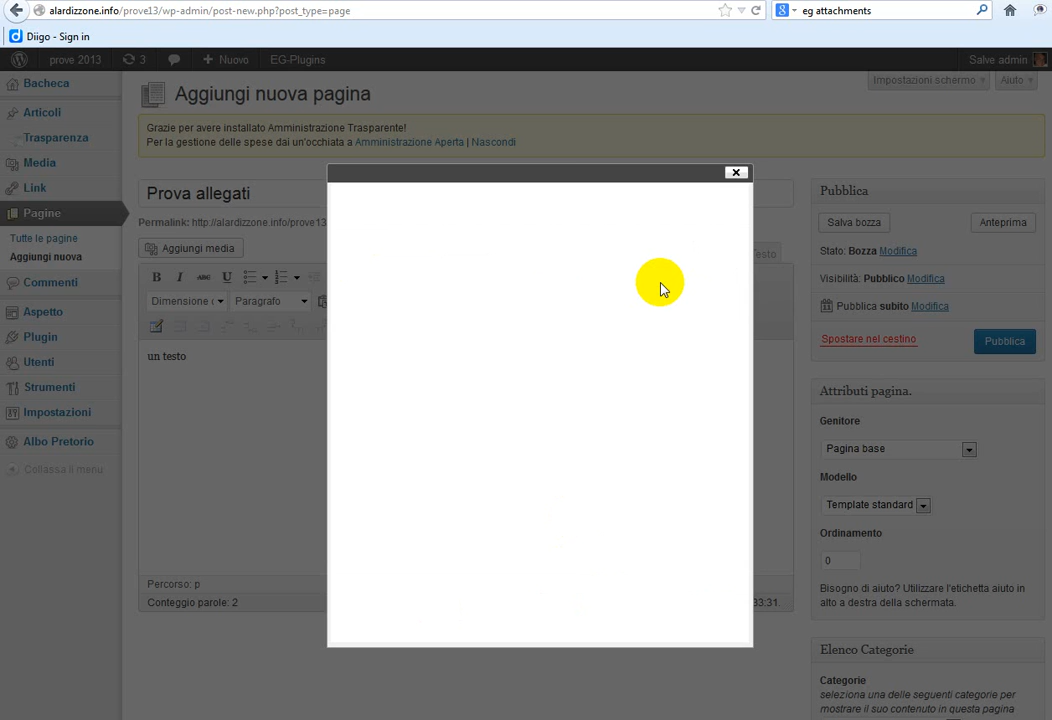 alardizzone.info/prove13/wp-admin/post-new.php?post_type=page
eg attachments
Diigo - Sign in
prove 2013
3
Nuovo
EG-Plugins
Salve admin
Bacheca
Articoli
Trasparenza
Media
Link
Pagine
Tutte le pagine
Aggiungi nuova
Commenti
Aspetto
Plugin
Utenti
Strumenti
Impostazioni
Albo Pretorio
Collassa il menu
Impostazioni schermo
Aiuto
Aggiungi nuova pagina
Grazie per avere installato Amministrazione Trasparente!
Per la gestione delle spese dai un'occhiata a Amministrazione Aperta | Nascondi
Prova allegati
Permalink: http://alardizzone.info/prove13
Aggiungi media
Testo
B I ABC U
Dimensione (
Paragrafo
un testo
Percorso: p
Conteggio parole: 2
33:31.
Pubblica
Salva bozza
Anteprima
Stato: Bozza Modifica
Visibilità: Pubblico Modifica
Pubblica subito Modifica
Spostare nel cestino
Pubblica
Attributi pagina.
Genitore
Pagina base
Modello
Template standard
Ordinamento
0
Bisogno di aiuto? Utilizzare l'etichetta aiuto in
alto a destra della schermata.
Elenco Categorie
Categorie
seleziona una delle seguenti categorie per
mostrare il suo contenuto in questa pagina